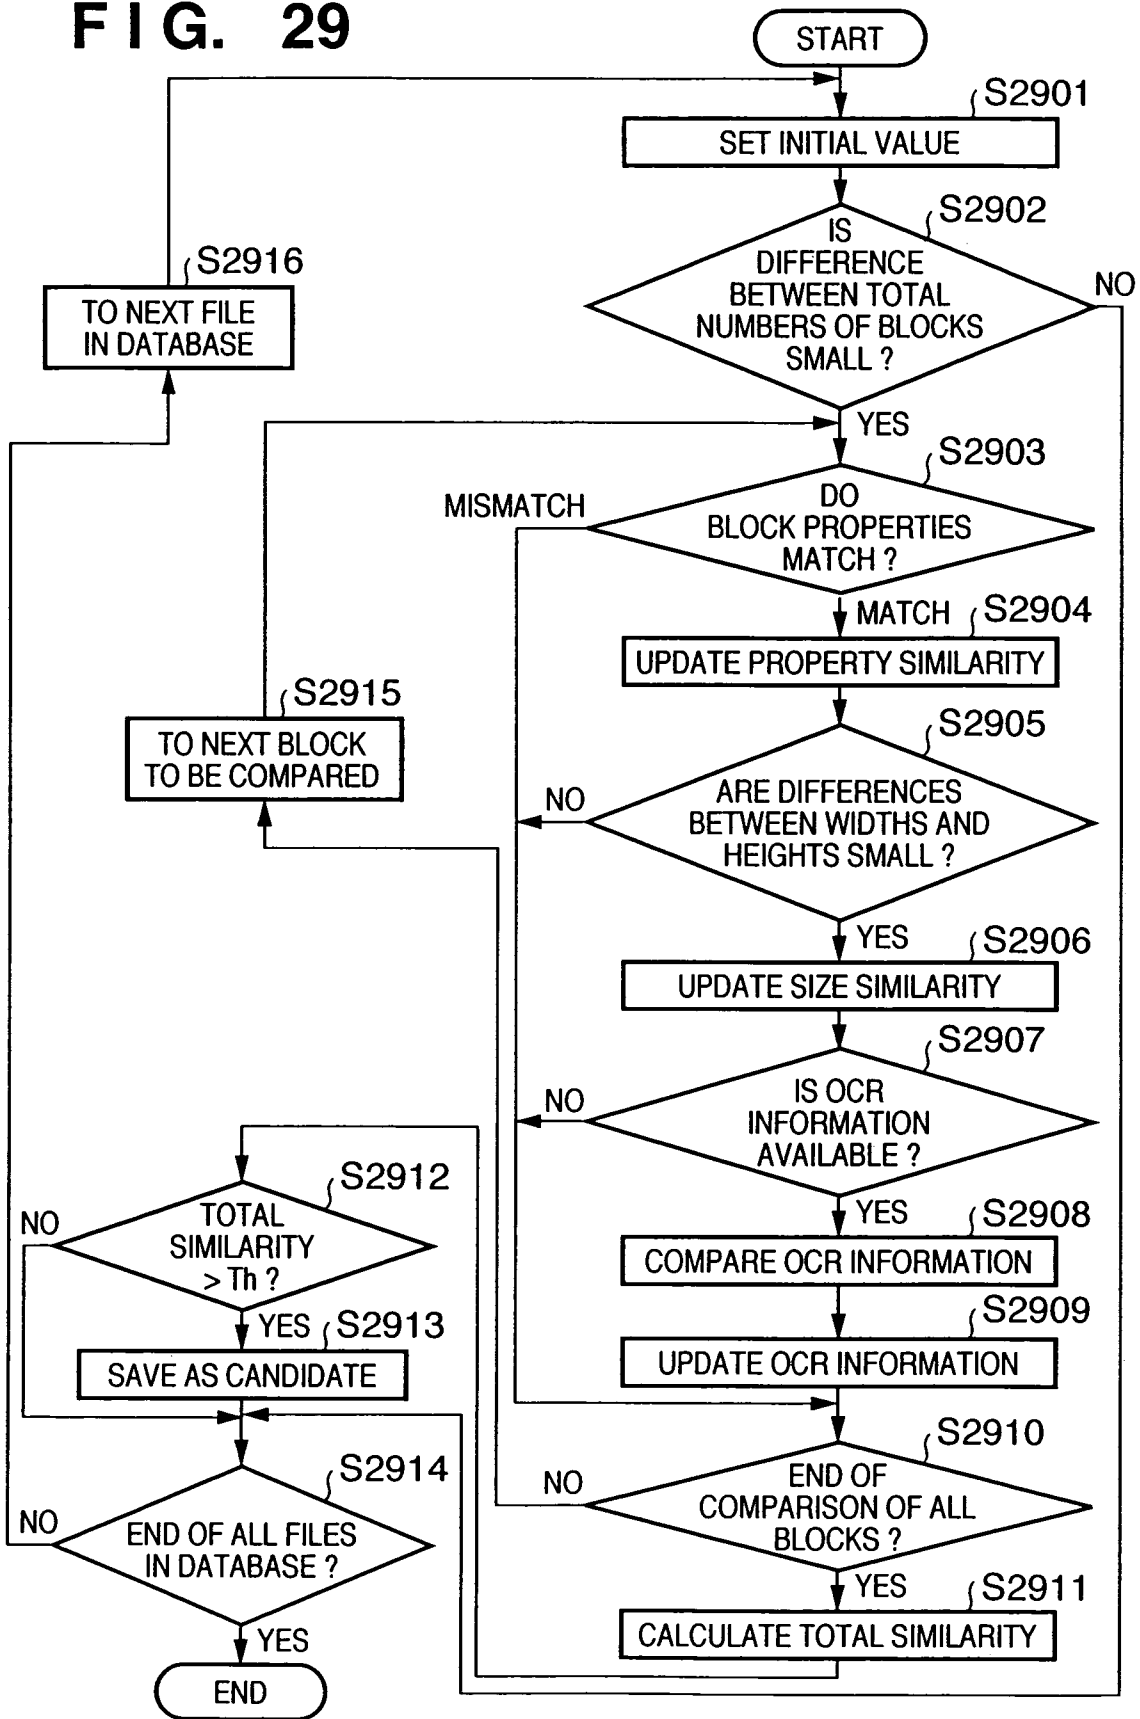 FIG. 29
START
S2901
SET INITIAL VALUE
S2902
IS
DIFFERENCE
BETWEEN TOTAL
NUMBERS OF BLOCKS
SMALL ?
NO
YES
S2916
TO NEXT FILE
IN DATABASE
S2903
DO
BLOCK PROPERTIES
MATCH ?
MISMATCH
MATCH
S2904
UPDATE PROPERTY SIMILARITY
S2915
TO NEXT BLOCK
TO BE COMPARED
S2905
ARE DIFFERENCES
BETWEEN WIDTHS AND
HEIGHTS SMALL ?
NO
YES
S2906
UPDATE SIZE SIMILARITY
S2907
IS OCR
INFORMATION
AVAILABLE ?
NO
YES
S2908
COMPARE OCR INFORMATION
S2909
UPDATE OCR INFORMATION
S2910
END OF
COMPARISON OF ALL
BLOCKS ?
NO
YES
S2911
CALCULATE TOTAL SIMILARITY
S2912
TOTAL
SIMILARITY
> Th ?
NO
YES
S2913
SAVE AS CANDIDATE
S2914
END OF ALL FILES
IN DATABASE ?
NO
YES
END